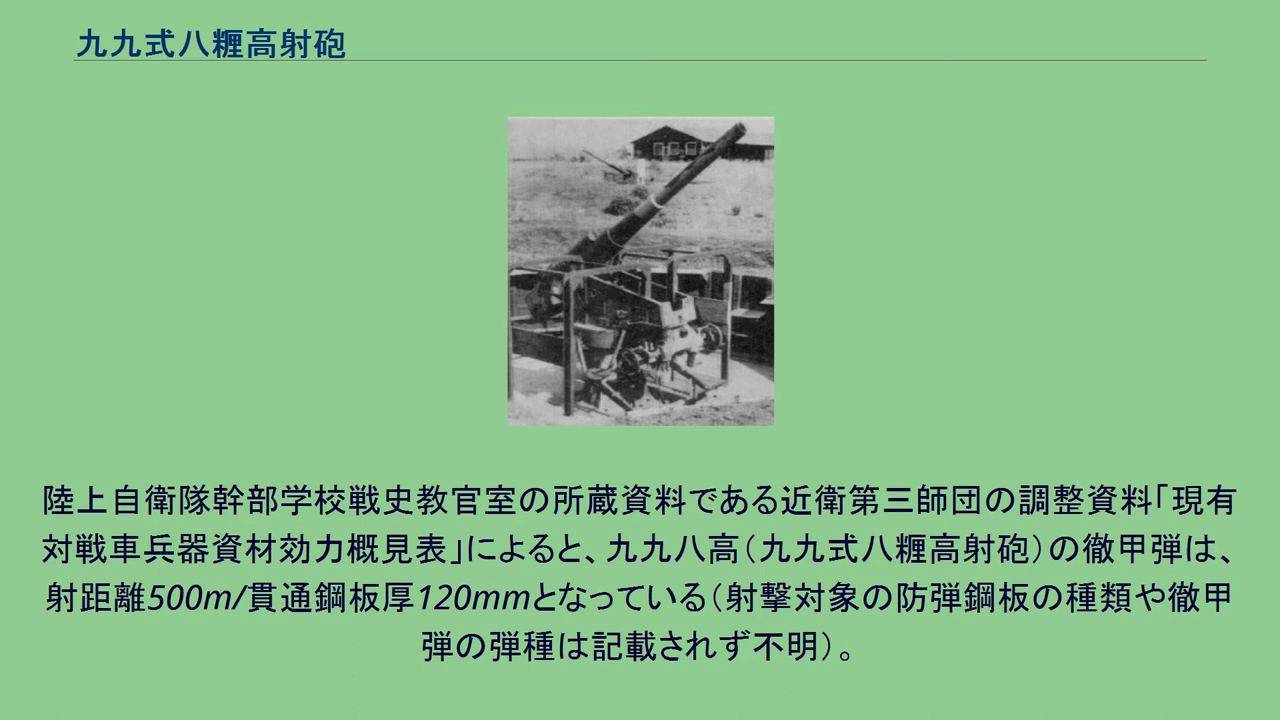 九九式八糎高射砲
陸上自衛隊幹部学校戦史教官室の所蔵資料である近衛第三師団の調整資料「現有
対戦車兵器資材効力概見表」によると、九九八高（九九式八糎高射砲）の徹甲弾は、
射距離500m/貫通鋼板厚120mmとなっている（射撃対象の防弾鋼板の種類や徹甲
弾の弾種は記載されず不明）。